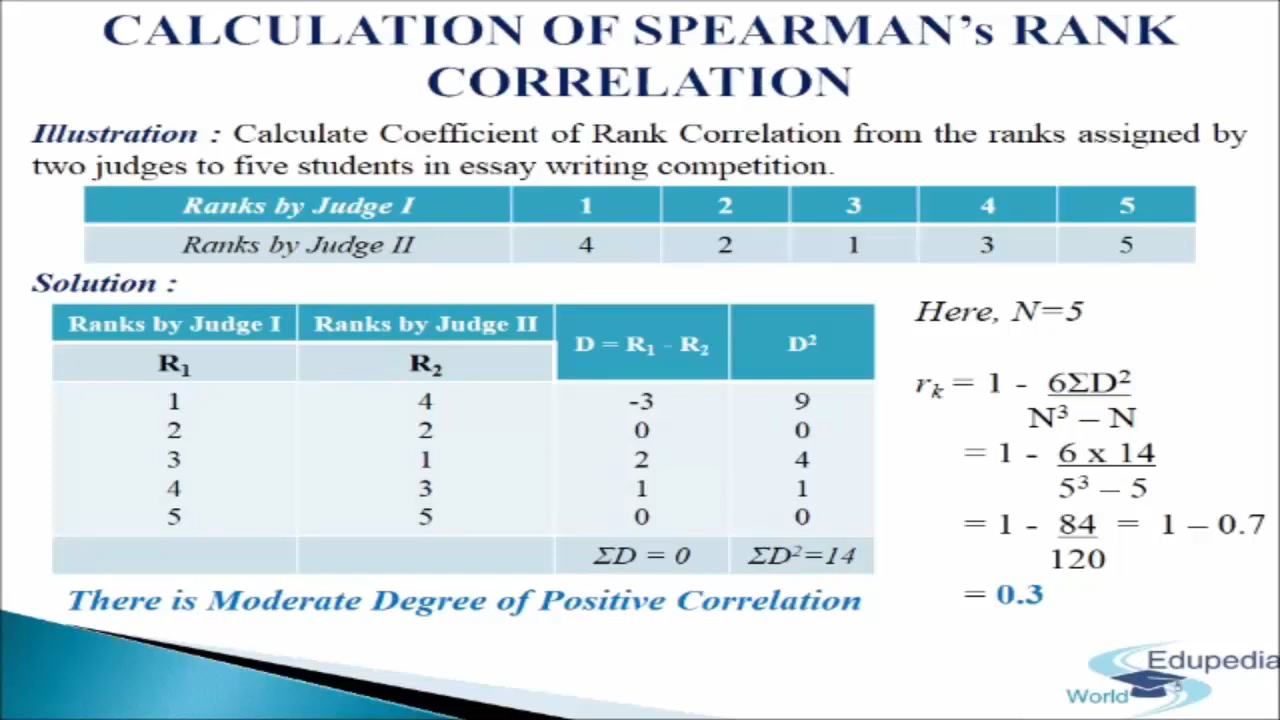 CALCULATION OF SPEARMAN's RANK
CORRELATION
Illustration : Calculate Coefficient of Rank Correlation from the ranks assigned by
two judges to five students in essay writing competition.
Ranks by Judge I 1 2 3 4 5
Ranks by Judge II 4 2 1 3 5
Solution :
Ranks by Judge I Ranks by Judge II D = R₁ - R₂ D²
R₁ R₂
1 4 -3 9
2 2 0 0
3 1 2 4
4 3 1 1
5 5 0 0
ΣD = 0 ΣD²=14
There is Moderate Degree of Positive Correlation
Here, N=5
rₖ = 1 - 6ΣD²
N³ – N
= 1 - 6 x 14
5³ – 5
= 1 - 84 = 1 – 0.7
120
= 0.3
Edupedia
World
5